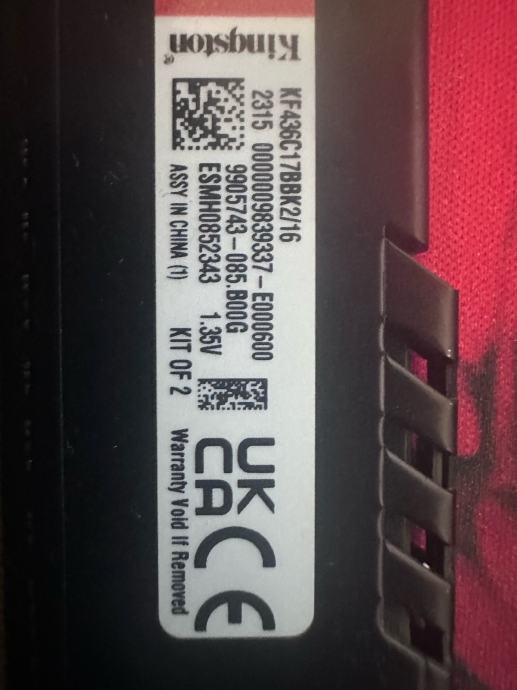 Kingston
KF436C17BBK2/16
2315 0000009839337-E000600
9905743-085.B00G
ESMH0852343 1.35V
ASSY IN CHINA (1) KIT OF 2
UK
CA CE
Warranty Void If Removed